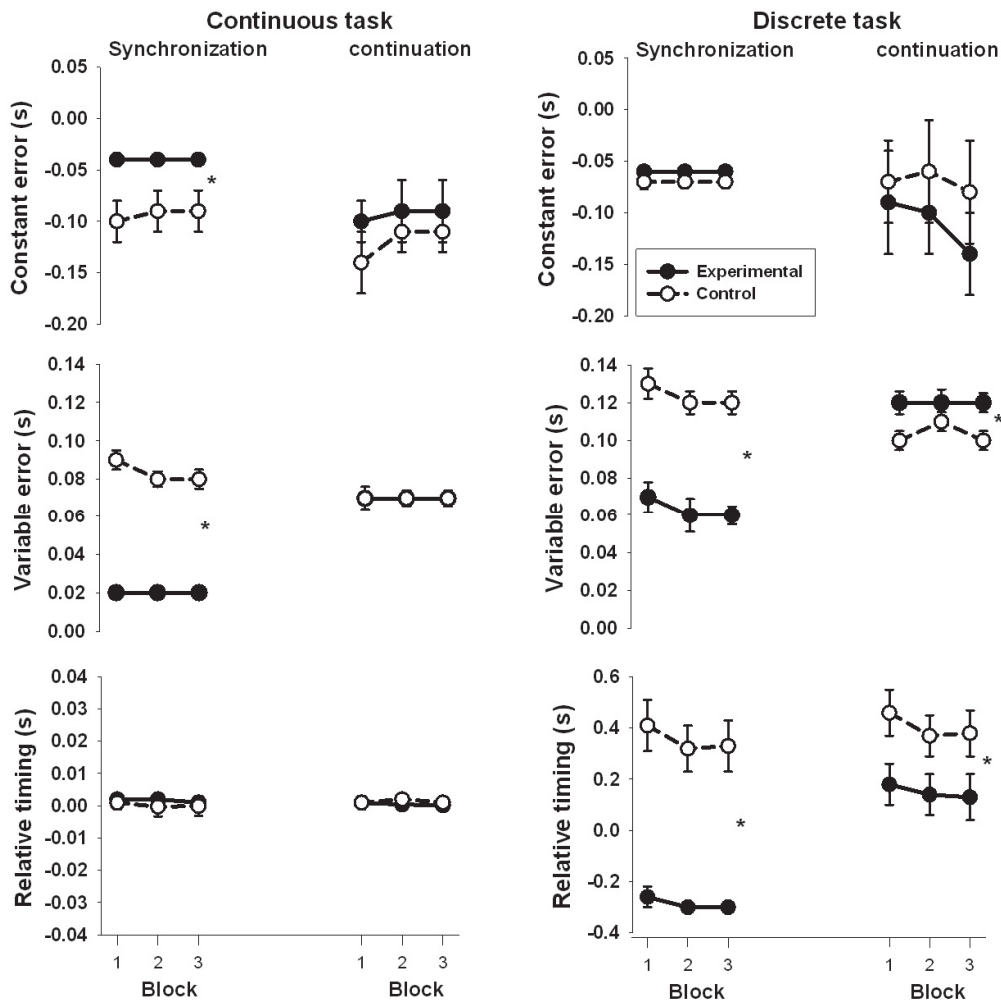 Continuous task
Discrete task
Synchronization
continuation
Synchronization
continuation
Constant error (s)
0.05
0.00
-0.05
-0.10
-0.15
-0.20
*
Constant error (s)
0.05
0.00
-0.05
-0.10
-0.15
-0.20
Experimental
Control
Variable error (s)
0.14
0.12
0.10
0.08
0.06
0.04
0.02
0.00
*
Variable error (s)
0.14
0.12
0.10
0.08
0.06
0.04
0.02
0.00
*
*
Relative timing (s)
0.04
0.03
0.02
0.01
0.00
-0.01
-0.02
-0.03
-0.04
1 2 3
Block
1 2 3
Block
Relative timing (s)
0.6
0.4
0.2
0.0
-0.2
-0.4
*
*
1 2 3
Block
1 2 3
Block